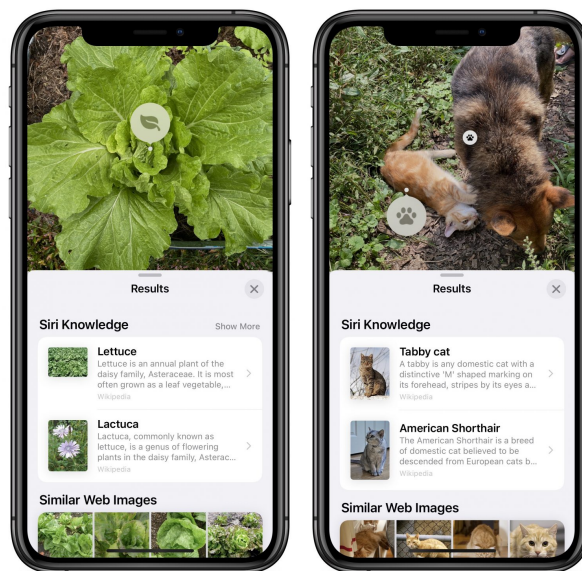 Results
Siri Knowledge
Show More
Lettuce
Lettuce is an annual plant of the
daisy family, Asteraceae. It is most
often grown as a leaf vegetable,...
Wikipedia
Lactuca
Lactuca, commonly known as
lettuce, is a genus of flowering
plants in the daisy family, Asterac...
Wikipedia
Similar Web Images
Results
Siri Knowledge
Tabby cat
A tabby is any domestic cat with a
distinctive 'M' shaped marking on
its forehead, stripes by its eyes a...
Wikipedia
American Shorthair
The American Shorthair is a breed
of domestic cat believed to be
descended from European cats b...
Wikipedia
Similar Web Images